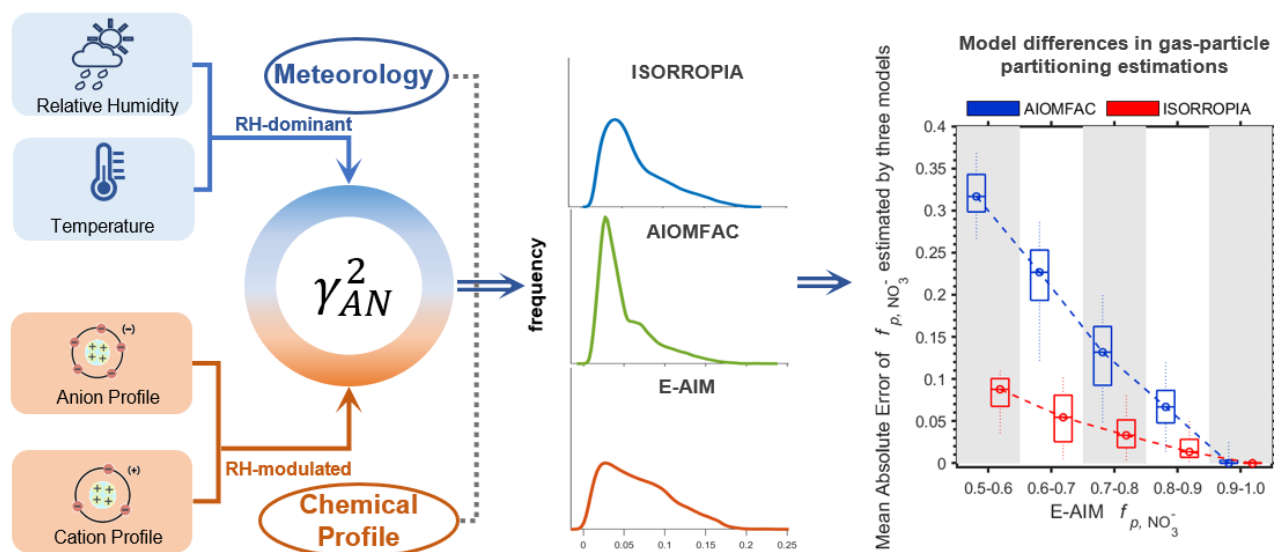 Relative Humidity
Temperature
RH-dominant
Meteorology
γ²_AN
Anion Profile
(−)
Cation Profile
(+)
RH-modulated
Chemical
Profile
frequency
ISORROPIA
AIOMFAC
E-AIM
0 0.05 0.1 0.15 0.20 0.25
Model differences in gas-particle
partitioning estimations
AIOMFAC ISORROPIA
Mean Absolute Error of f p, NO₃⁻ estimated by three models
0.4
0.35
0.3
0.25
0.2
0.15
0.1
0.05
0
0.5-0.6 0.6-0.7 0.7-0.8 0.8-0.9 0.9-1.0
E-AIM f p, NO₃⁻